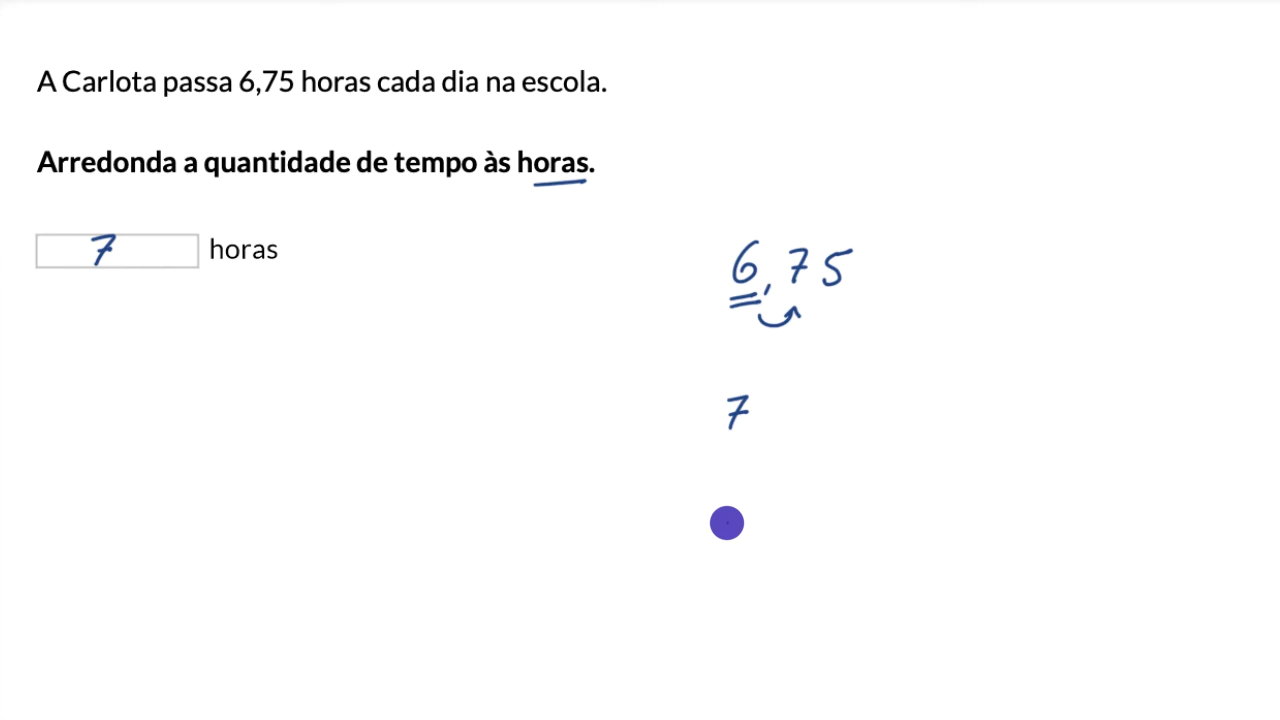 A Carlota passa 6,75 horas cada dia na escola.
Arredonda a quantidade de tempo às horas.
7 horas
6,75
7